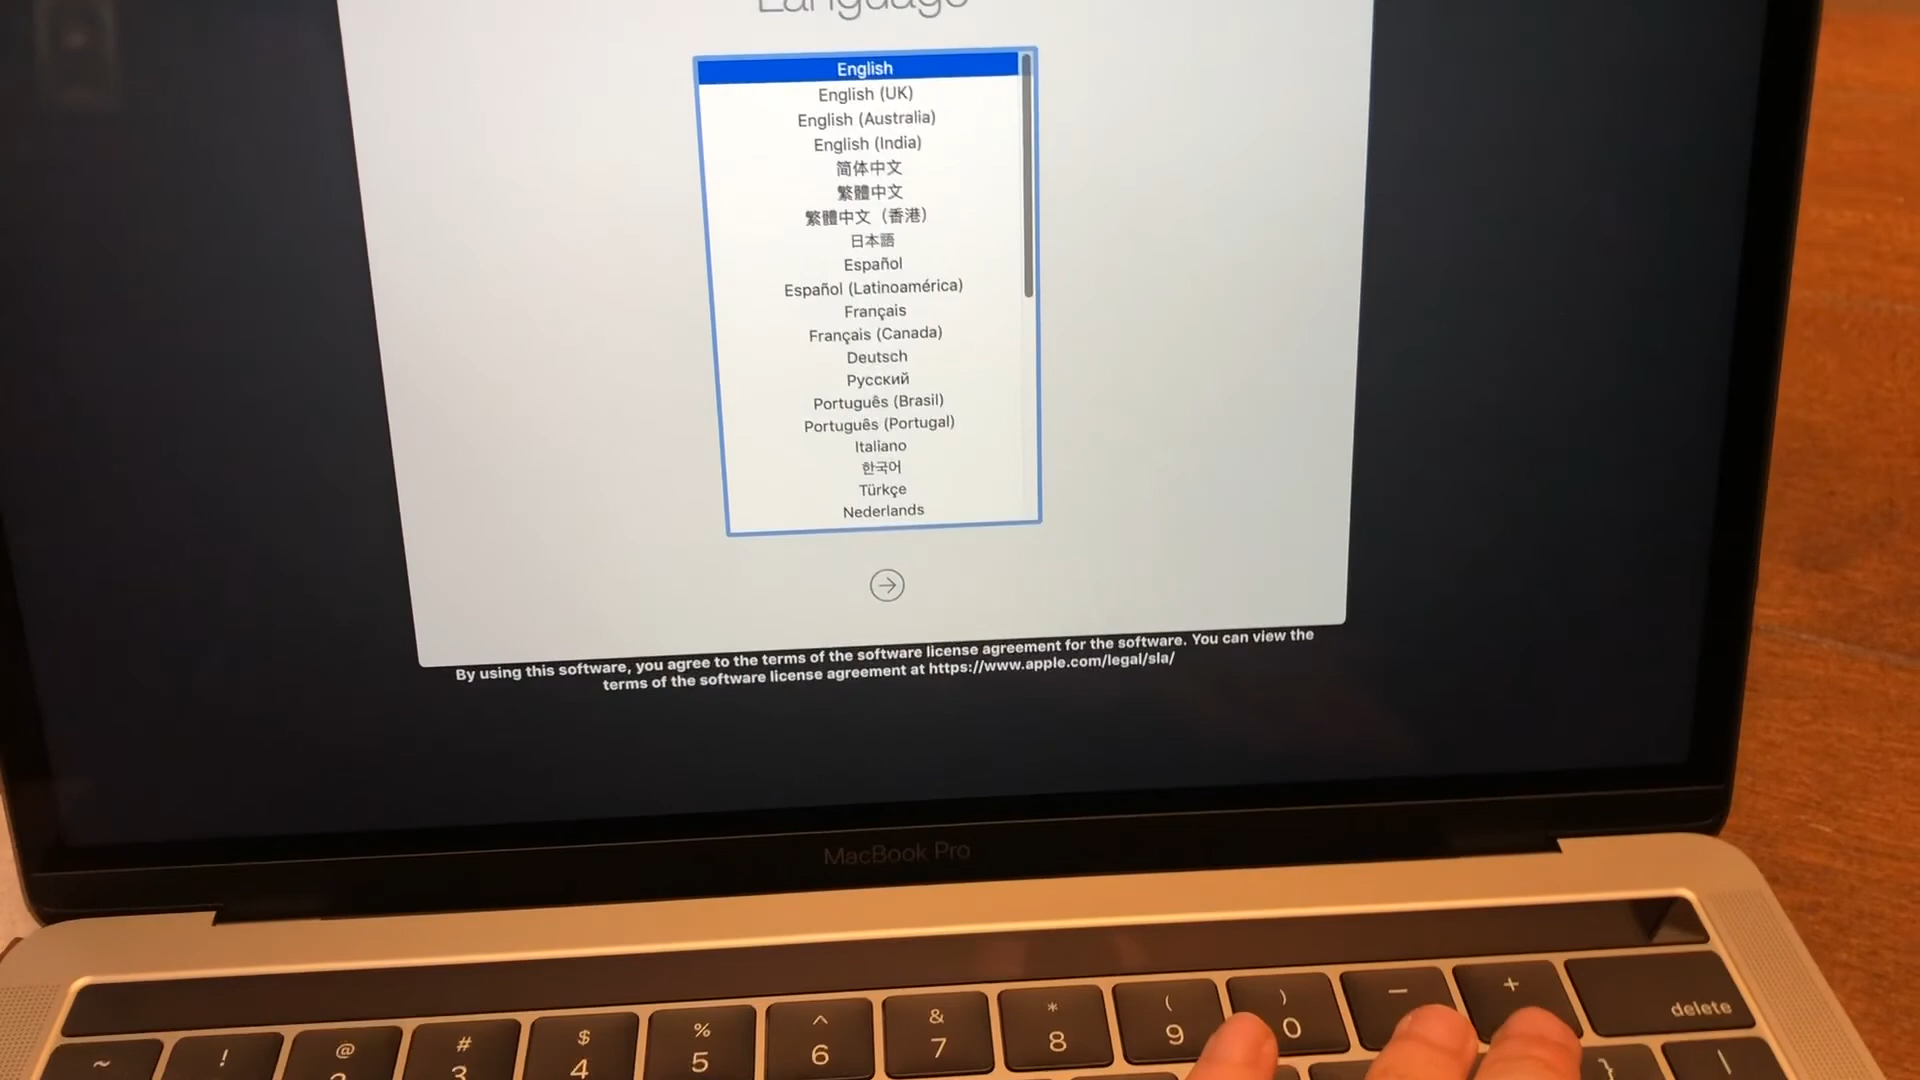 Language
English
English (UK)
English (Australia)
English (India)
简体中文
繁體中文
繁體中文（香港）
日本語
Español
Español (Latinoamérica)
Français
Français (Canada)
Deutsch
Русский
Português (Brasil)
Português (Portugal)
Italiano
한국어
Türkçe
Nederlands
By using this software, you agree to the terms of the software license agreement for the software. You can view the
terms of the software license agreement at https://www.apple.com/legal/sla/
MacBook Pro
~ ! @ # $ % ^ & * ( ) — +
3 4 5 6 7 8 9 0 delete
} |